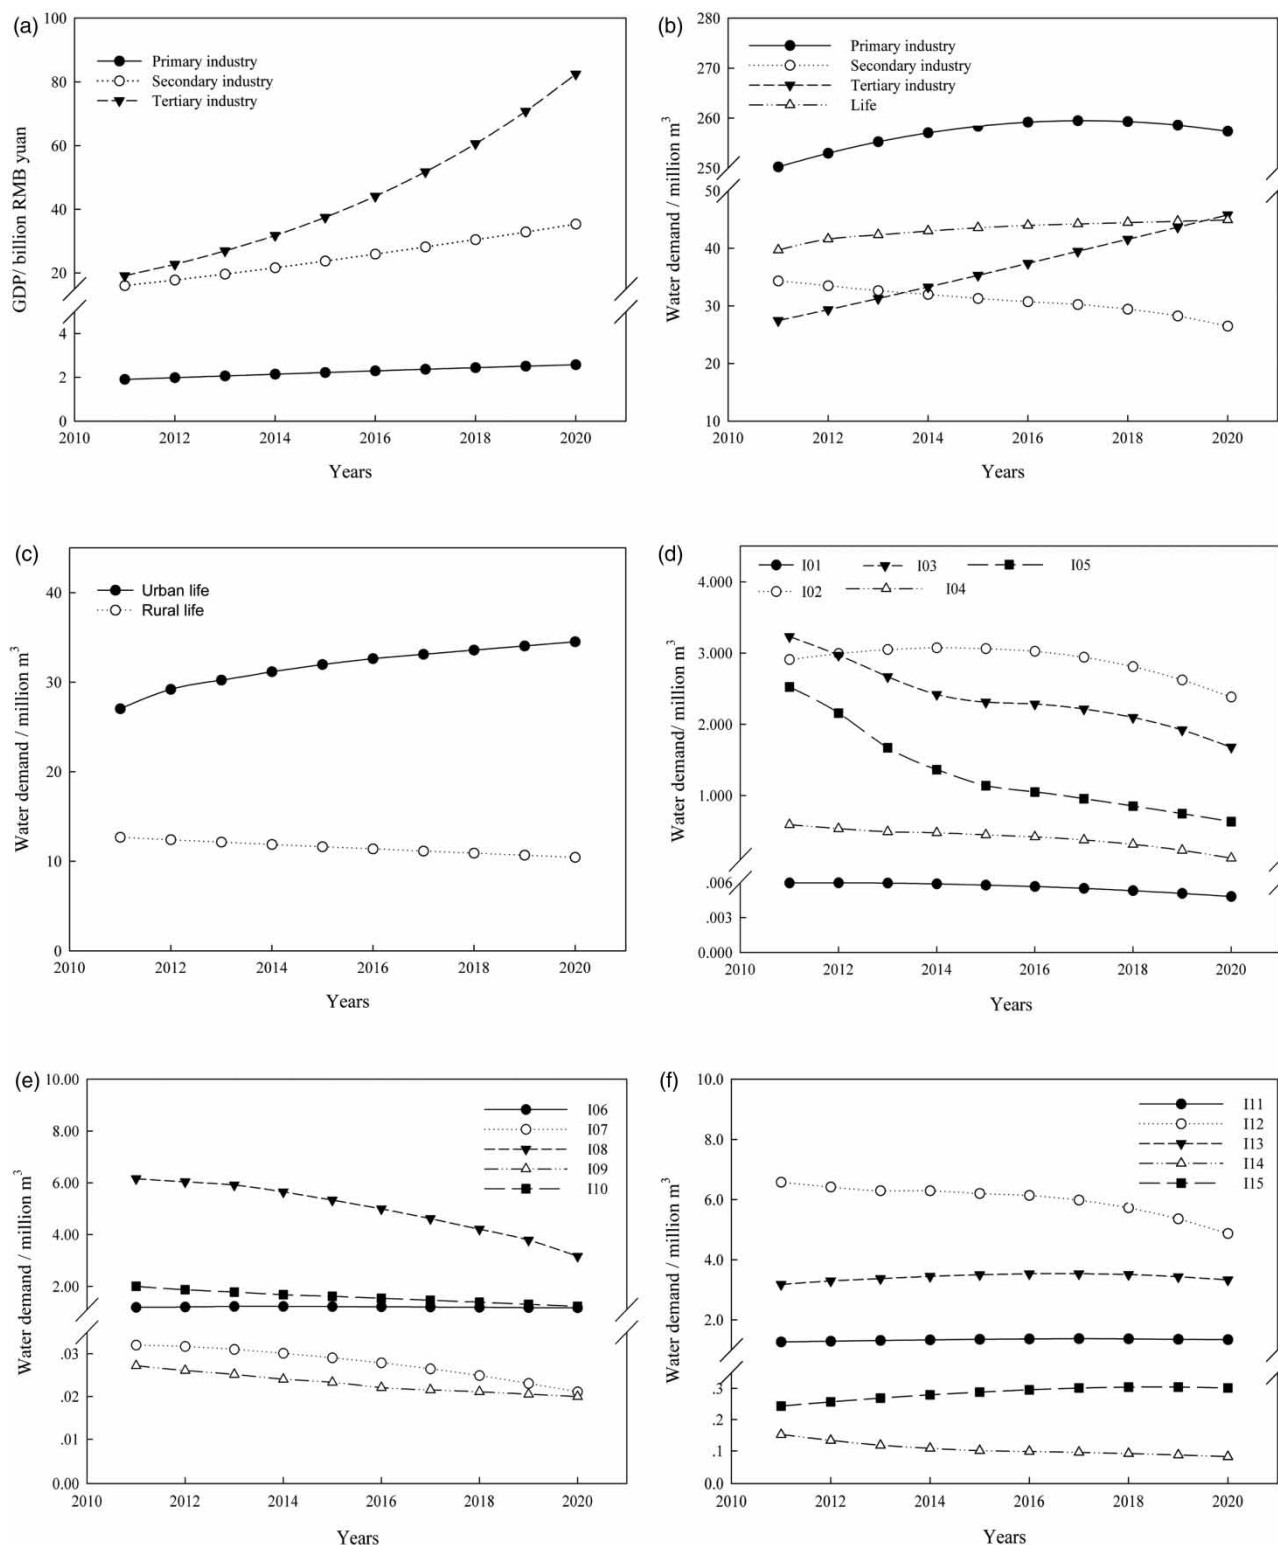 (a)
100
80
60
40
20
4
2
0
GDP/ billion RMB yuan
Primary industry
Secondary industry
Tertiary industry
2010 2012 2014 2016 2018 2020
Years
(b)
280
270
260
250
50
40
30
20
10
Water demand / million m³
Primary industry
Secondary industry
Tertiary industry
Life
2010 2012 2014 2016 2018 2020
Years
(c)
40
30
20
10
0
Water demand / million m³
Urban life
Rural life
2010 2012 2014 2016 2018 2020
Years
(d)
4.000
3.000
2.000
1.000
.006
.003
0.000
Water demand/ million m³
I01 I03 I05
I02 I04
2010 2012 2014 2016 2018 2020
Years
(e)
10.00
8.00
6.00
4.00
2.00
.03
.02
.01
0.00
Water demand / million m³
I06
I07
I08
I09
I10
2010 2012 2014 2016 2018 2020
Years
(f)
10.0
8.0
6.0
4.0
2.0
.3
.2
.1
0.0
Water demand / million m³
I11
I12
I13
I14
I15
2010 2012 2014 2016 2018 2020
Years